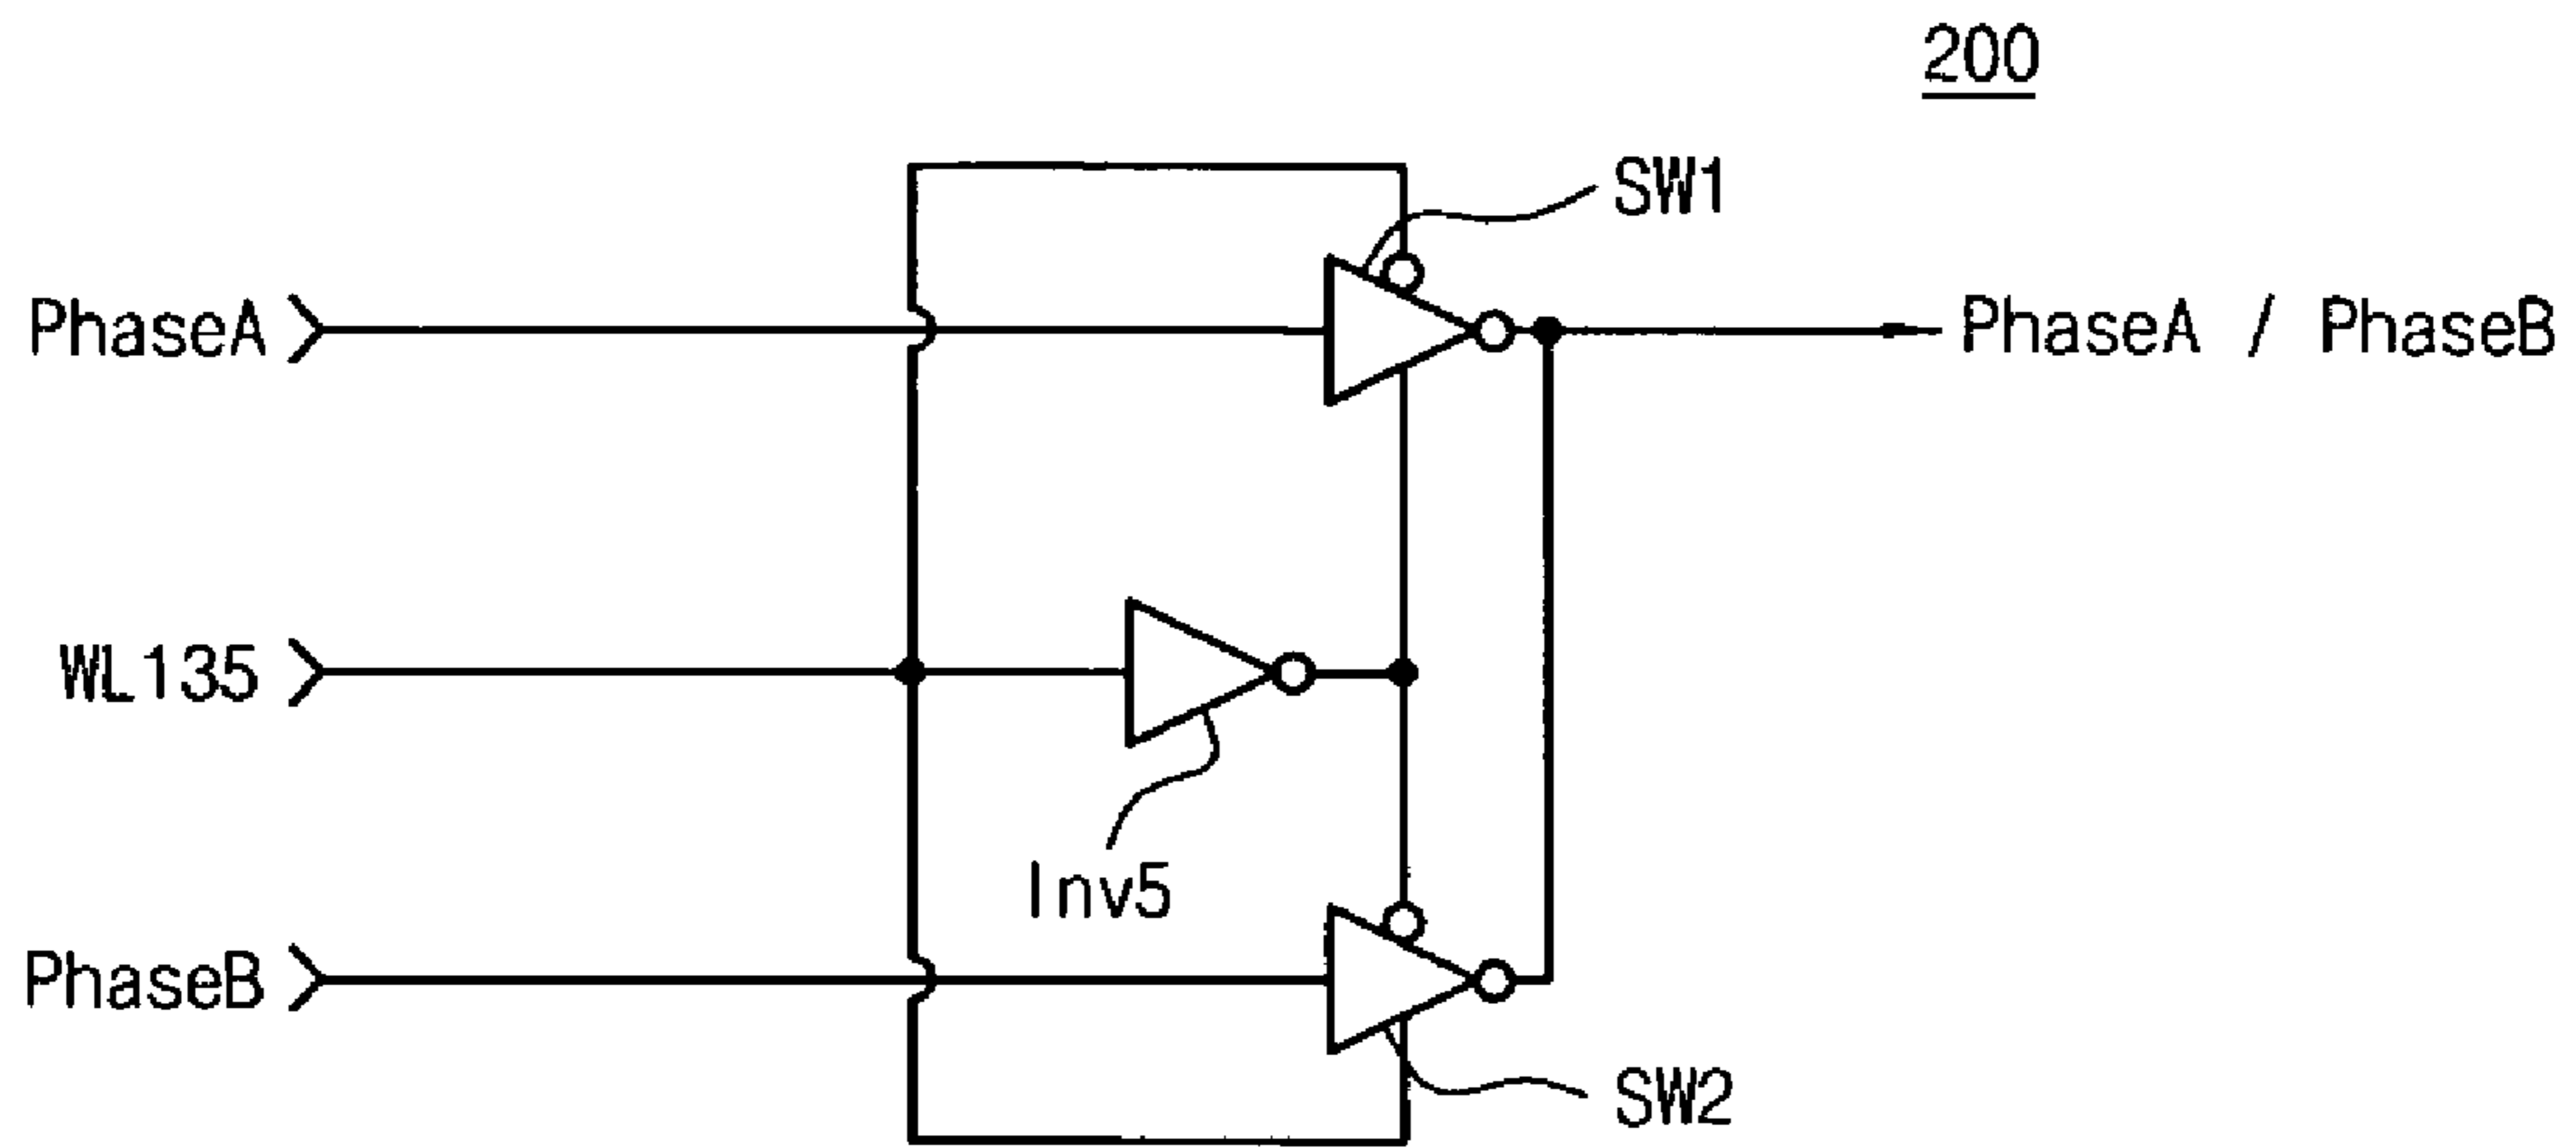 200
SW1
PhaseA
PhaseA / PhaseB
WL135
Inv5
PhaseB
SW2